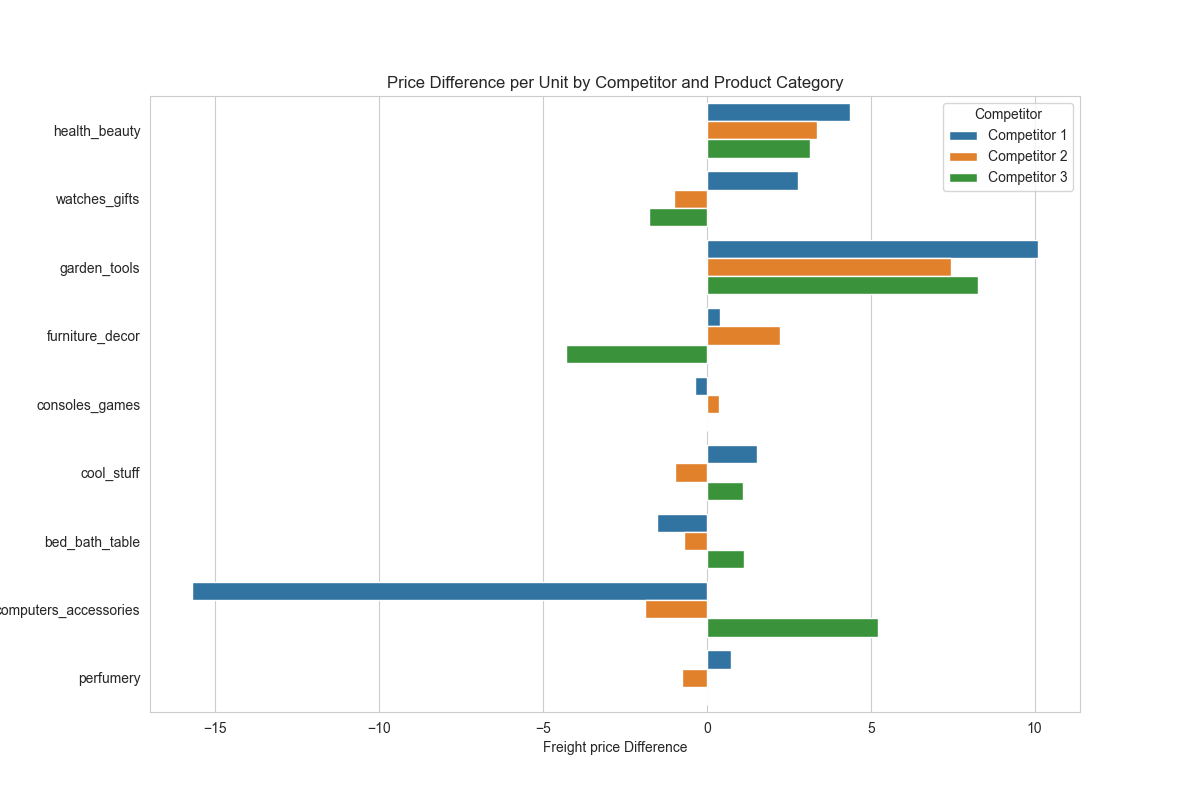 Price Difference per Unit by Competitor and Product Category
Competitor
Competitor 1
Competitor 2
Competitor 3
health_beauty
watches_gifts
garden_tools
furniture_decor
consoles_games
cool_stuff
bed_bath_table
computers_accessories
perfumery
−15 −10 −5 0 5 10
Freight price Difference